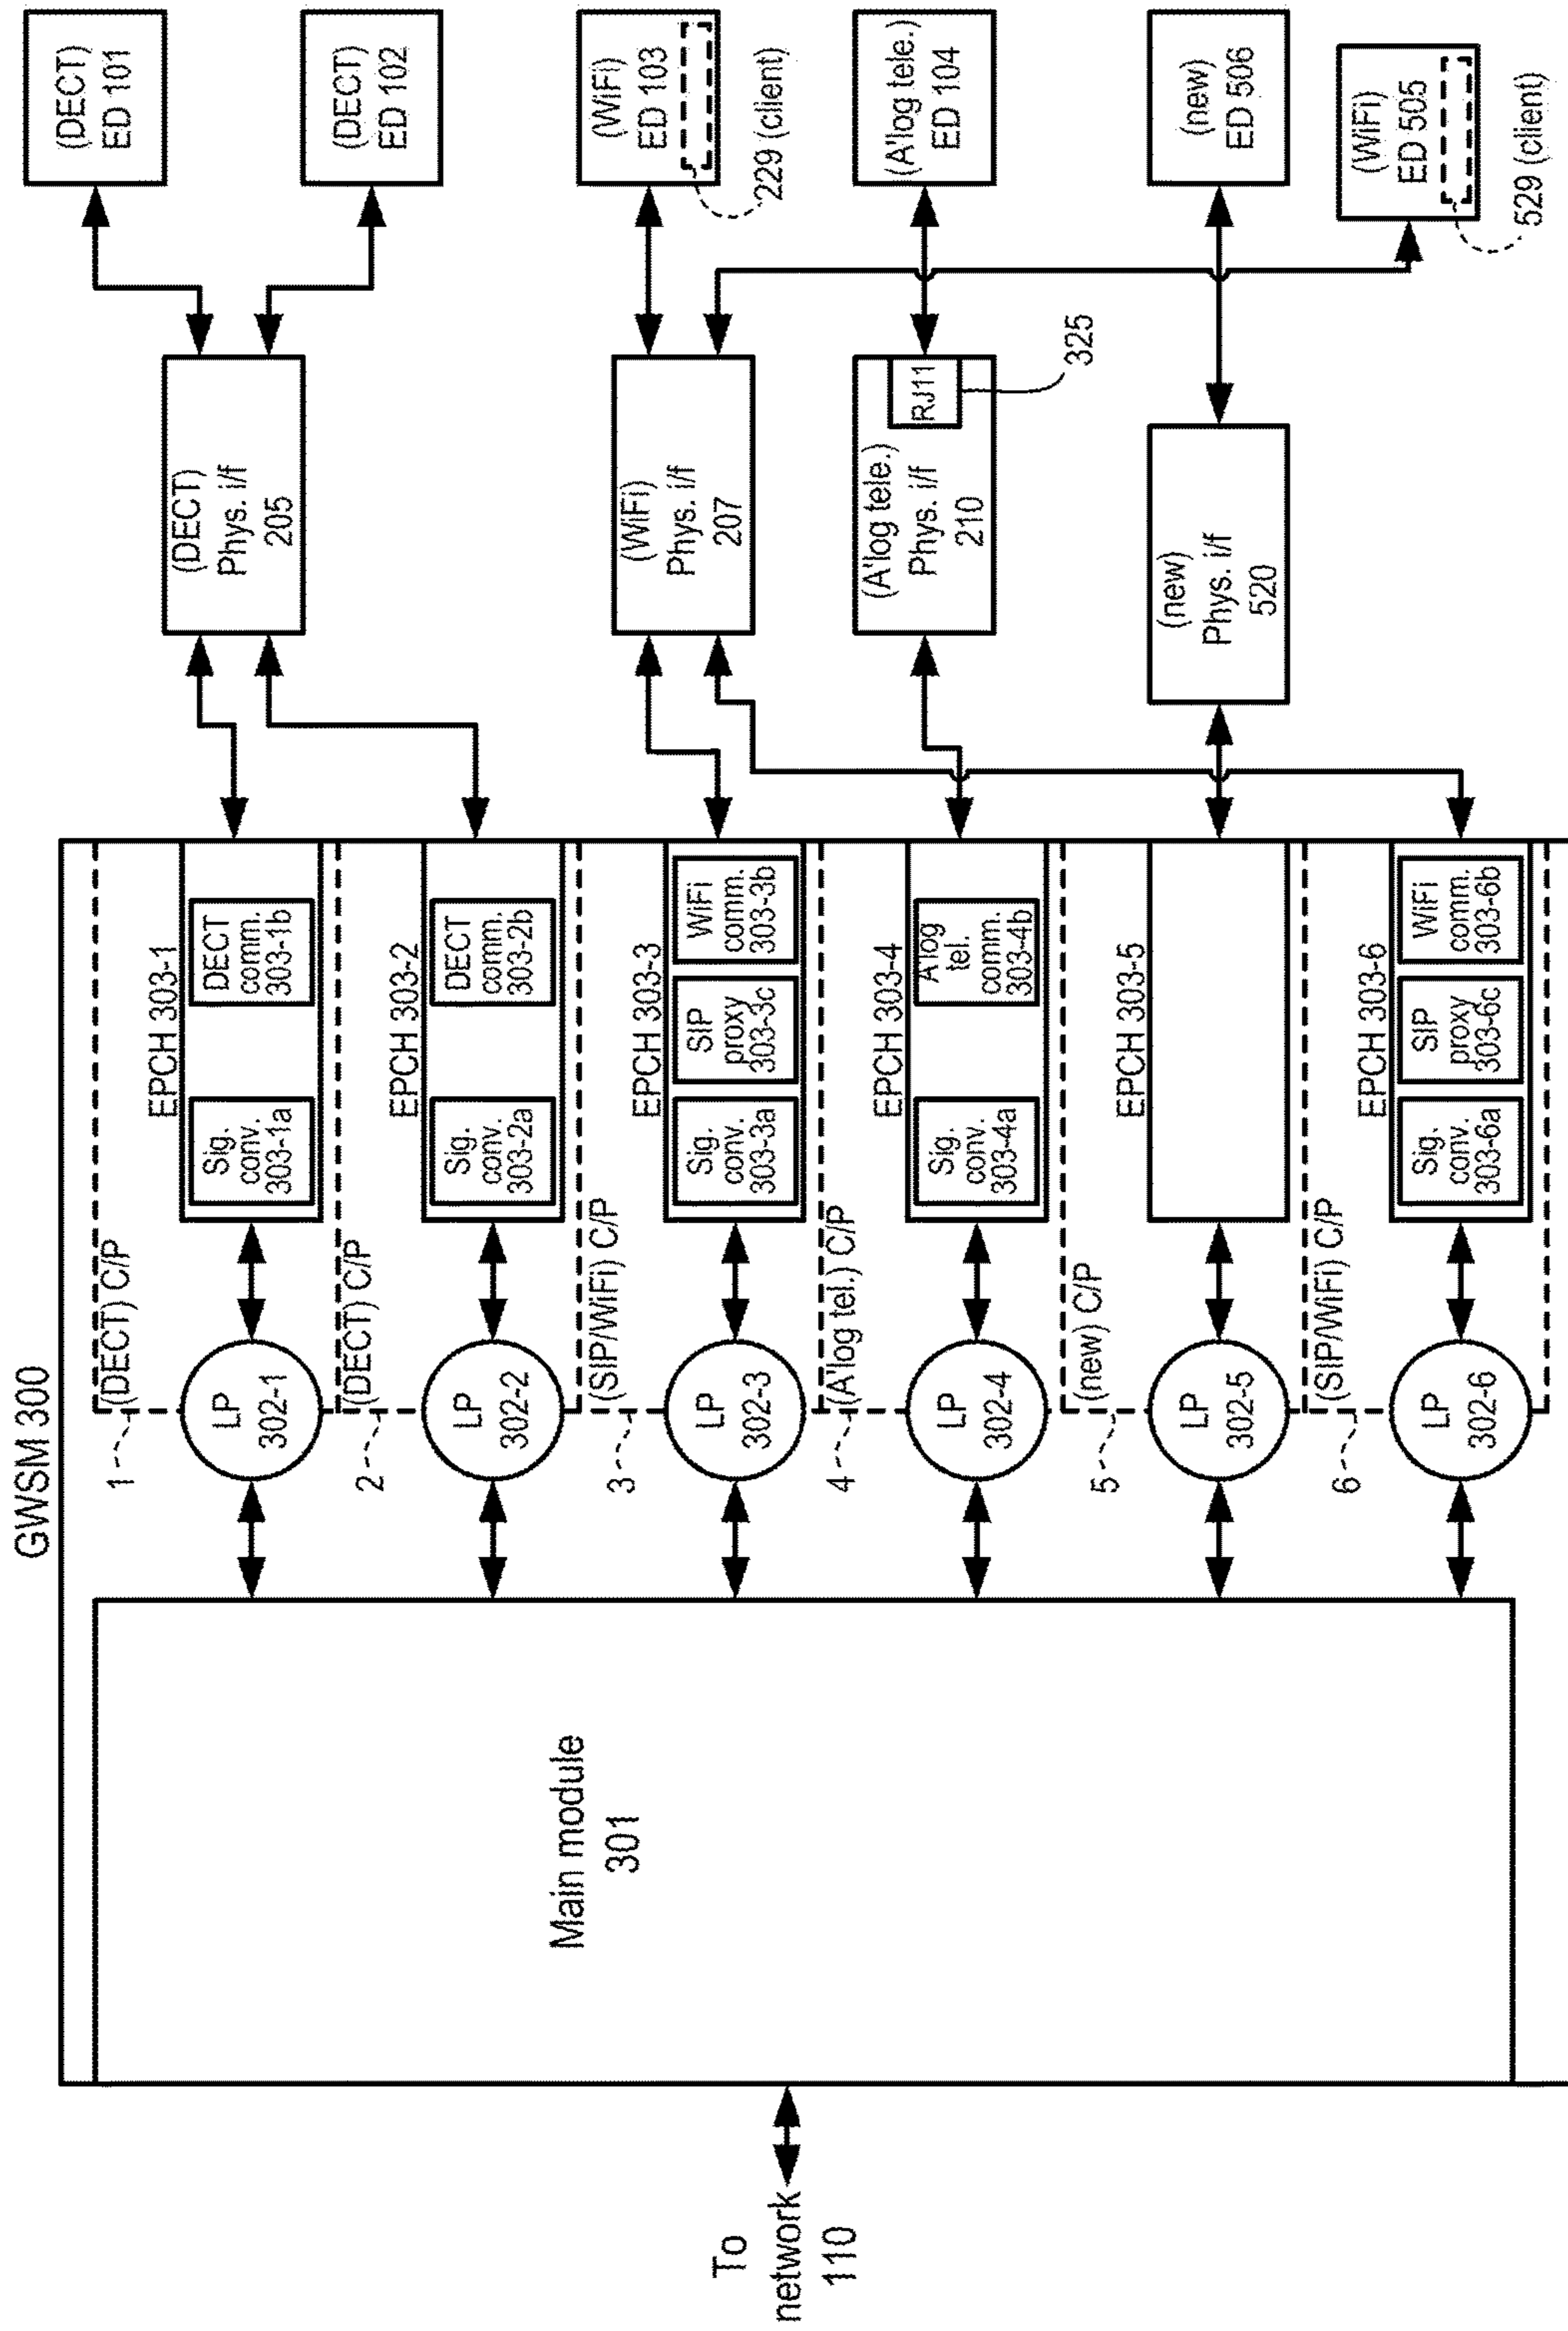 GWSM 300
To
network
110
Main module
301
1
(DECT) C/P
LP
302-1
EPCH 303-1
Sig.
conv.
303-1a
DECT
comm.
303-1b
(DECT)
Phys. i/f
205
(DECT)
ED 101
(DECT)
ED 102
2
(DECT) C/P
LP
302-2
EPCH 303-2
Sig.
conv.
303-2a
DECT
comm.
303-2b
3
(SIP/WiFi) C/P
LP
302-3
EPCH 303-3
Sig.
conv.
303-3a
SIP
proxy
303-3c
WiFi
comm.
303-3b
(WiFi)
Phys. i/f
207
(WiFi)
ED 103
229 (client)
4
(A'log tel.) C/P
LP
302-4
EPCH 303-4
Sig.
conv.
303-4a
A'log
tel.
comm.
303-4b
(A'log tele.)
Phys. i/f
210
RJ11
325
(A'log tele.)
ED 104
5
(new) C/P
LP
302-5
EPCH 303-5
(new)
Phys. i/f
520
(new)
ED 506
6
(SIP/WiFi) C/P
LP
302-6
EPCH 303-6
Sig.
conv.
303-6a
SIP
proxy
303-6c
WiFi
comm.
303-6b
(WiFi)
ED 505
529 (client)